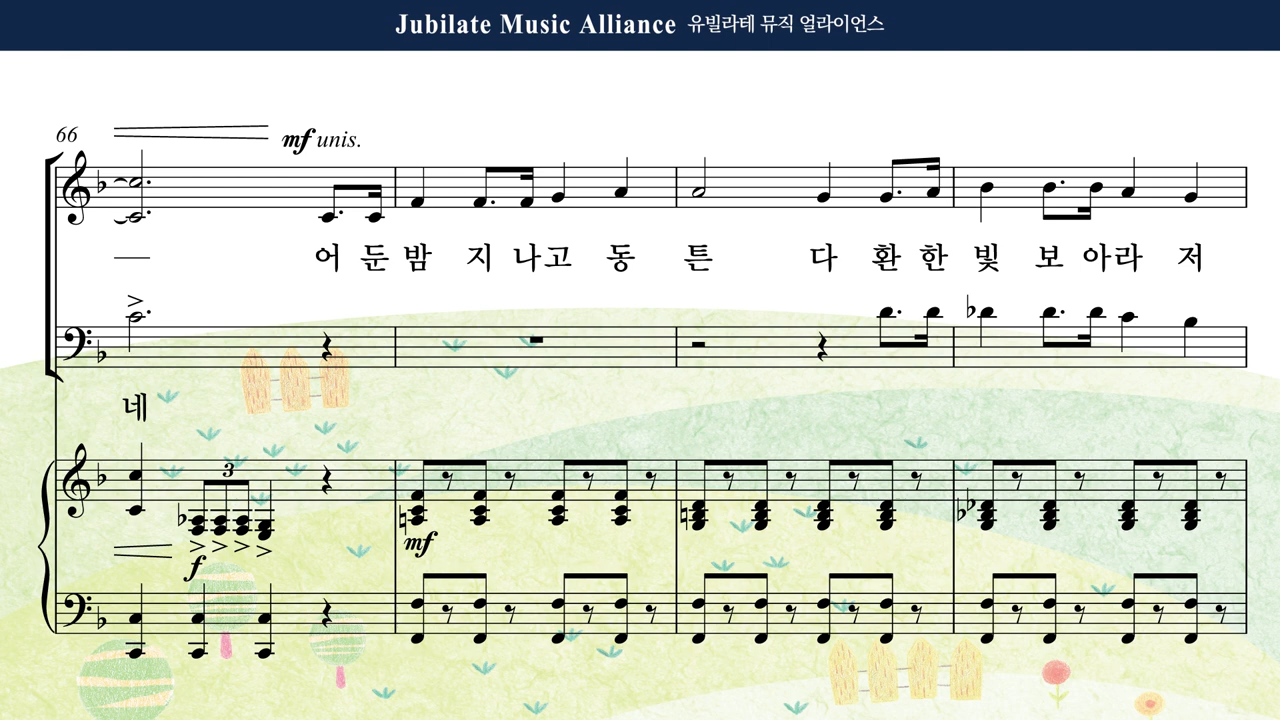 Jubilate Music Alliance 유빌라테 뮤직 얼라이언스
66
mf unis.
어 둔 밤 지 나 고 동 튼 다 환 한 빛 보 아 라 저
네
3
f
mf